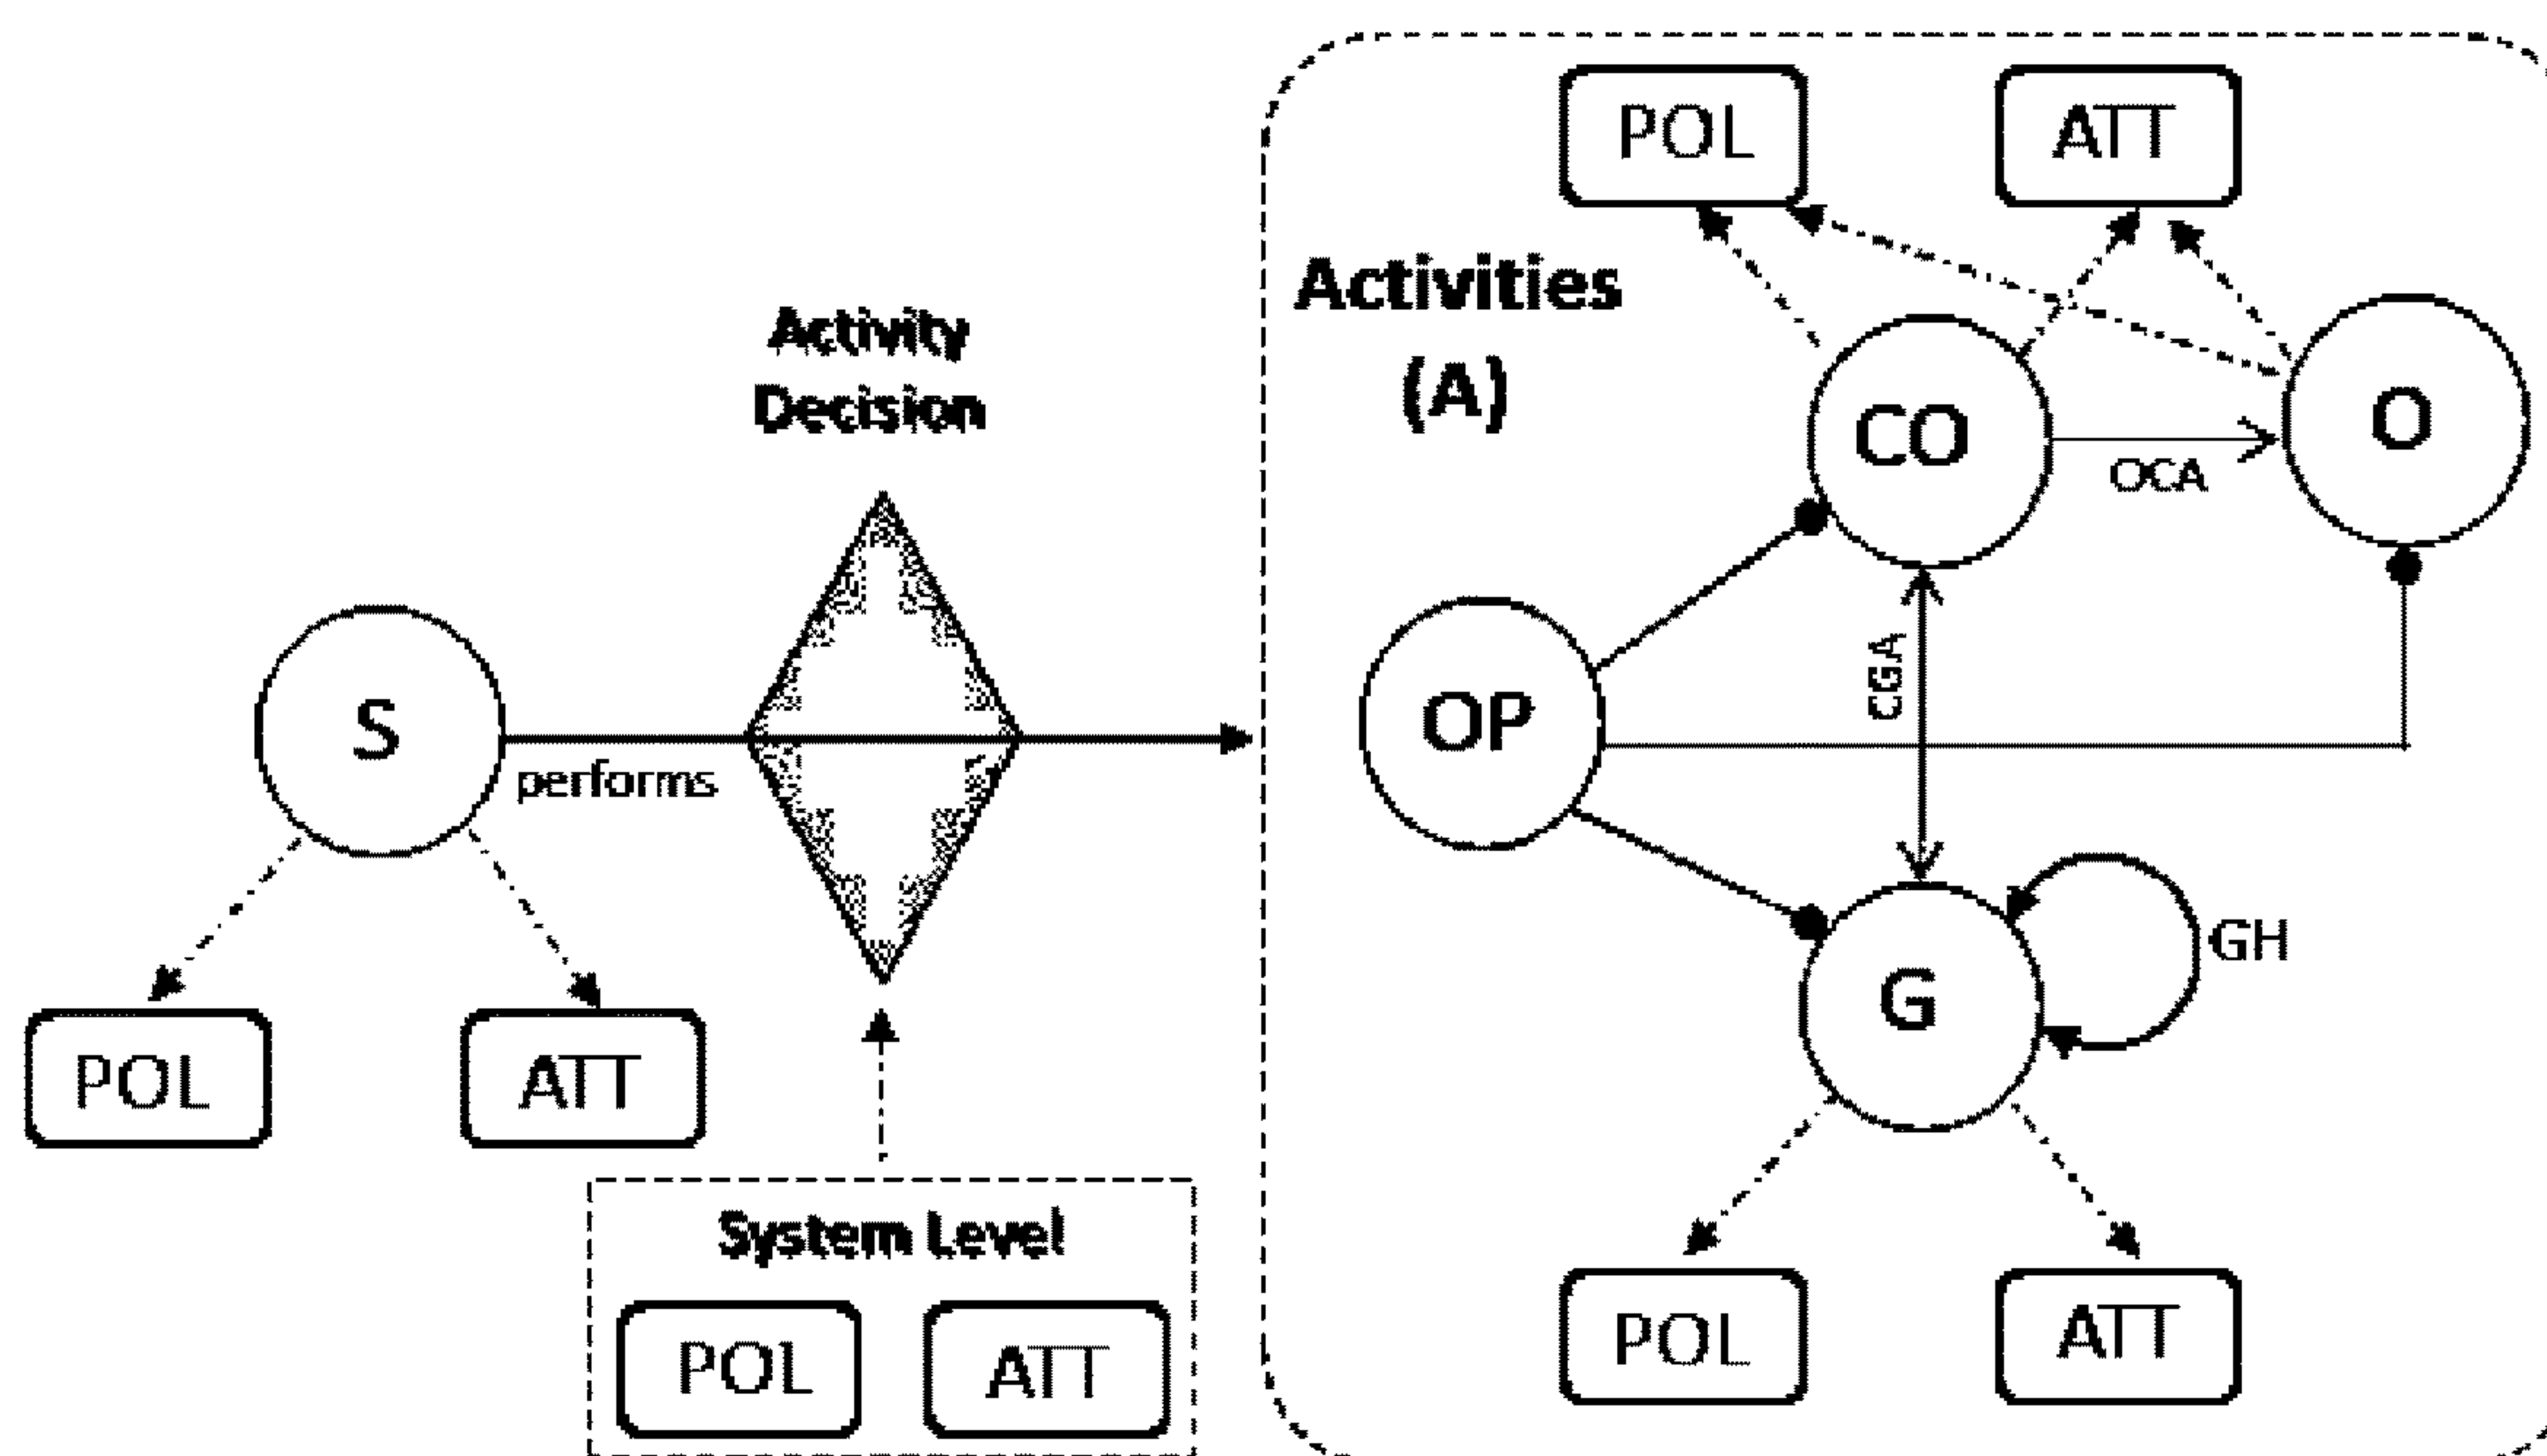 POL
ATT
Activities
(A)
Activity
Decision
CO
O
OCA
CGA
S
performs
OP
GH
G
POL
ATT
System Level
POL
ATT
POL
ATT